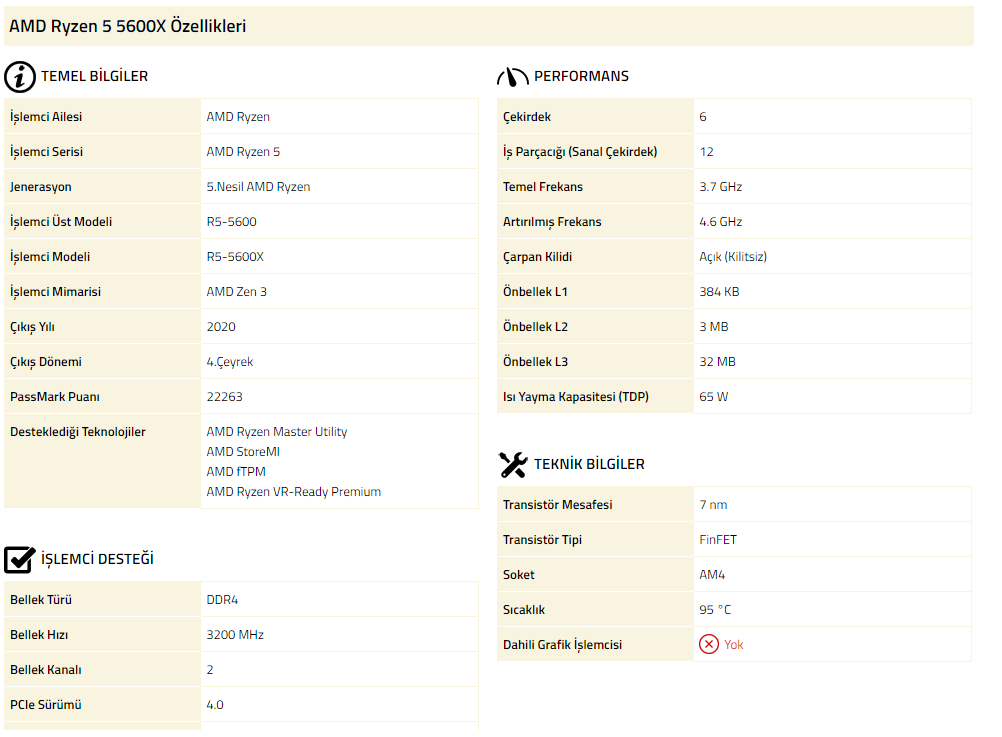 AMD Ryzen 5 5600X Özellikleri
TEMEL BİLGİLER
İşlemci Ailesi AMD Ryzen
İşlemci Serisi AMD Ryzen 5
Jenerasyon 5.Nesil AMD Ryzen
İşlemci Üst Modeli R5-5600
İşlemci Modeli R5-5600X
İşlemci Mimarisi AMD Zen 3
Çıkış Yılı 2020
Çıkış Dönemi 4.Çeyrek
PassMark Puanı 22263
Desteklediği Teknolojiler AMD Ryzen Master Utility
AMD StoreMI
AMD fTPM
AMD Ryzen VR-Ready Premium
İŞLEMCİ DESTEĞİ
Bellek Türü DDR4
Bellek Hızı 3200 MHz
Bellek Kanalı 2
PCIe Sürümü 4.0
PERFORMANS
Çekirdek 6
İş Parçacığı (Sanal Çekirdek) 12
Temel Frekans 3.7 GHz
Artırılmış Frekans 4.6 GHz
Çarpan Kilidi Açık (Kilitsiz)
Önbellek L1 384 KB
Önbellek L2 3 MB
Önbellek L3 32 MB
Isı Yayma Kapasitesi (TDP) 65 W
TEKNİK BİLGİLER
Transistör Mesafesi 7 nm
Transistör Tipi FinFET
Soket AM4
Sıcaklık 95 °C
Dahili Grafik İşlemcisi Yok